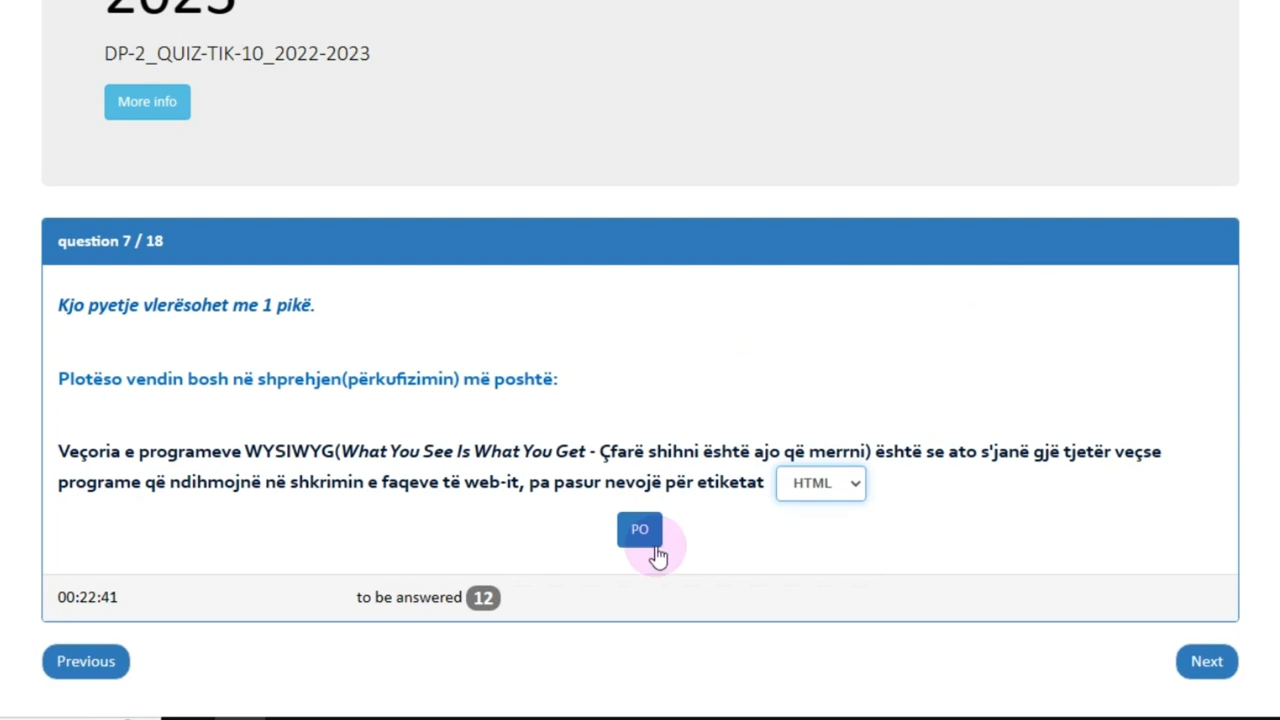 2023
DP-2_QUIZ-TIK-10_2022-2023
More info
question 7 / 18
Kjo pyetje vlerësohet me 1 pikë.
Plotëso vendin bosh në shprehjen(përkufizimin) më poshtë:
Veçoria e programeve WYSIWYG(What You See Is What You Get - Çfarë shihni është ajo që merrni) është se ato s'janë gjë tjetër veçse
programe që ndihmojnë në shkrimin e faqeve të web-it, pa pasur nevojë për etiketat HTML
PO
00:22:41 to be answered 12
Previous Next